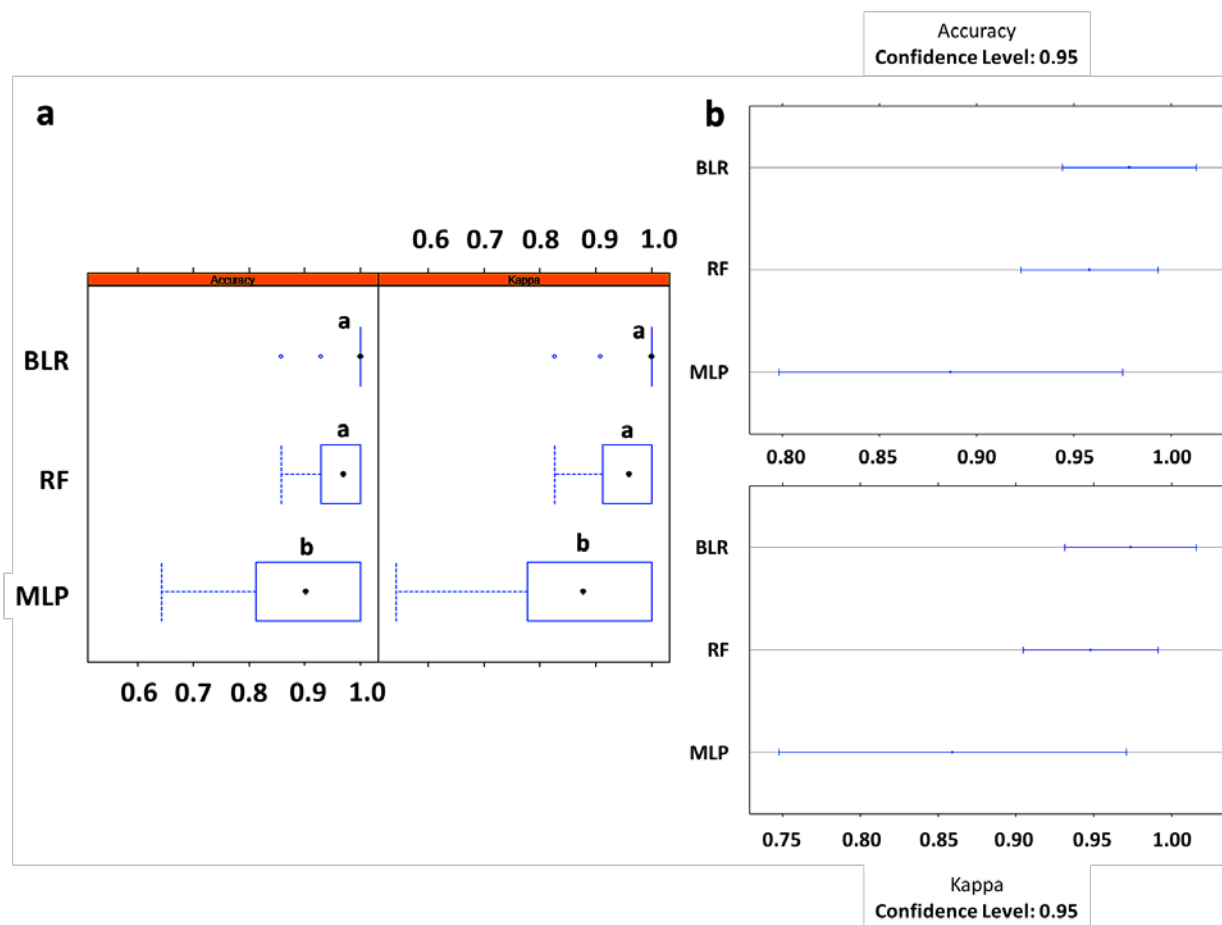 Accuracy
Confidence Level: 0.95
a
b
0.6 0.7 0.8 0.9 1.0
Accuracy
Kappa
BLR
a
a
RF
a
a
MLP
b
b
0.6 0.7 0.8 0.9 1.0
BLR
RF
MLP
0.80 0.85 0.90 0.95 1.00
BLR
RF
MLP
0.75 0.80 0.85 0.90 0.95 1.00
Kappa
Confidence Level: 0.95